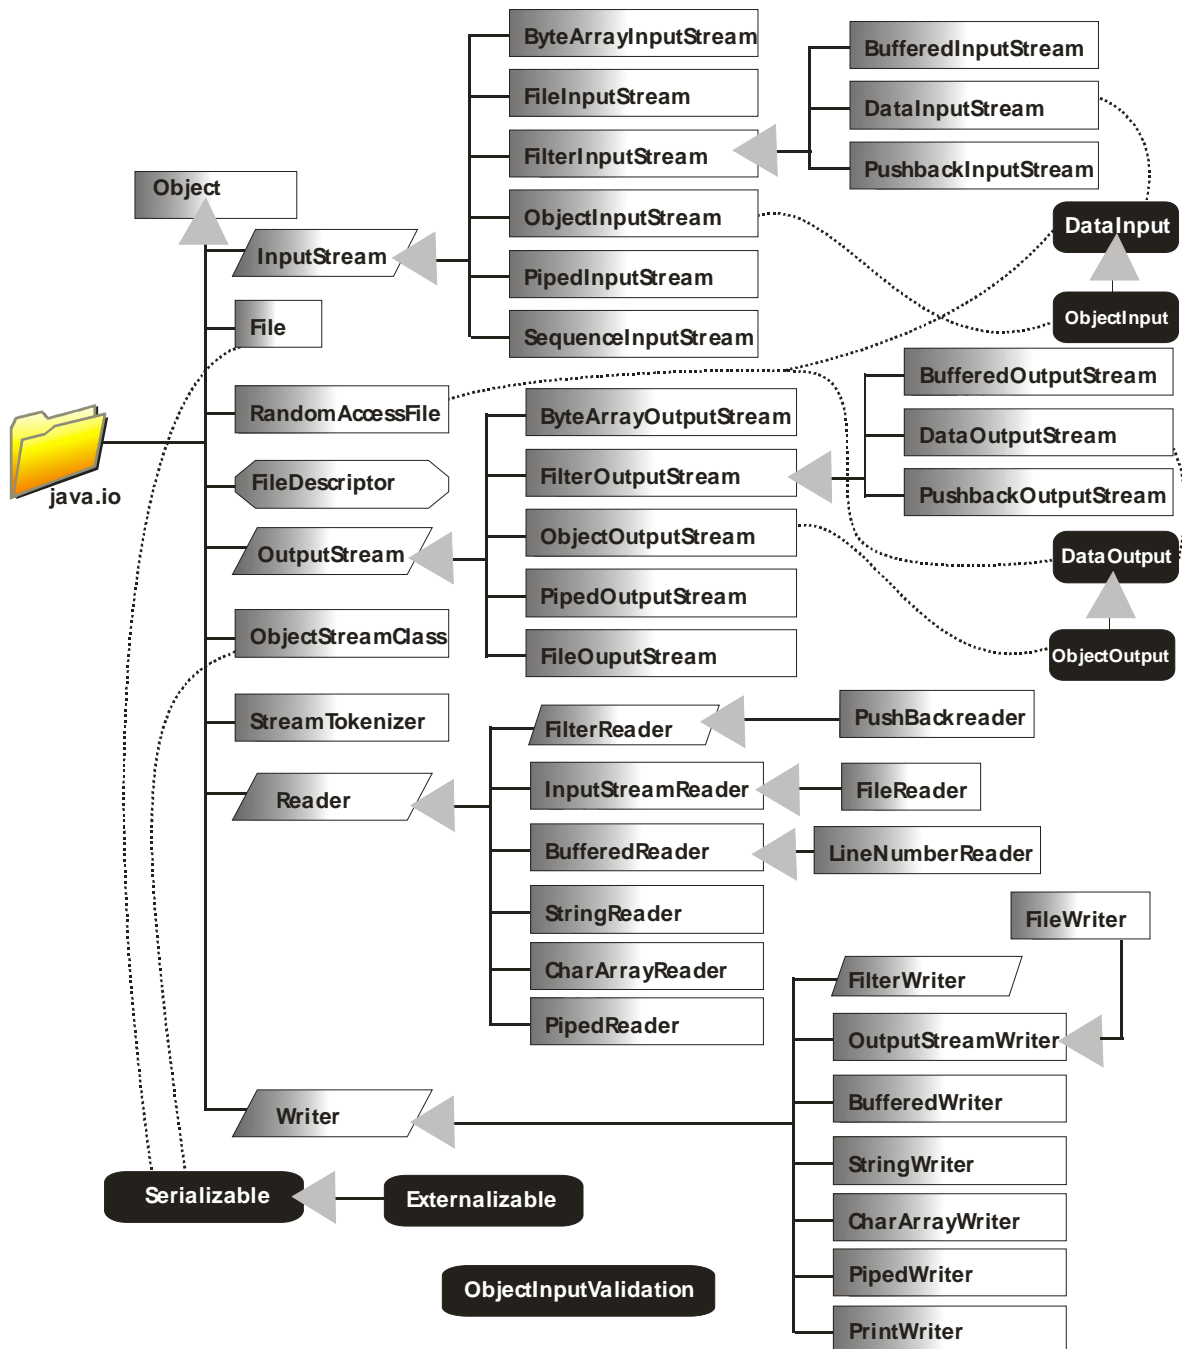 ByteArrayInputStream
FileInputStream
FilterInputStream
ObjectInputStream
PipedInputStream
SequenceInputStream
BufferedInputStream
DataInputStream
PushbackInputStream
Object
InputStream
File
RandomAccessFile
FileDescriptor
OutputStream
ObjectStreamClass
StreamTokenizer
Reader
Writer
java.io
DataInput
ObjectInput
ByteArrayOutputStream
FilterOutputStream
ObjectOutputStream
PipedOutputStream
FileOuputStream
BufferedOutputStream
DataOutputStream
PushbackOutputStream
DataOutput
ObjectOutput
FilterReader
InputStreamReader
BufferedReader
StringReader
CharArrayReader
PipedReader
PushBackreader
FileReader
LineNumberReader
FileWriter
FilterWriter
OutputStreamWriter
BufferedWriter
StringWriter
CharArrayWriter
PipedWriter
PrintWriter
Serializable
Externalizable
ObjectInputValidation